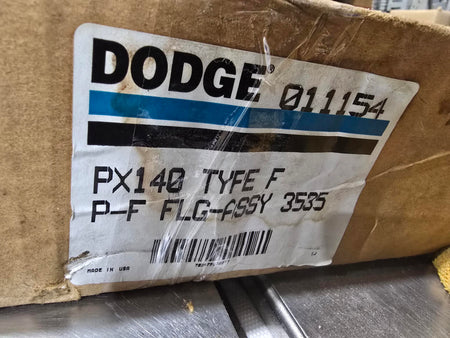 DODGE® 011154
PX140 TYPE F
P-F FLG-ASSY 3535
MADE IN USA